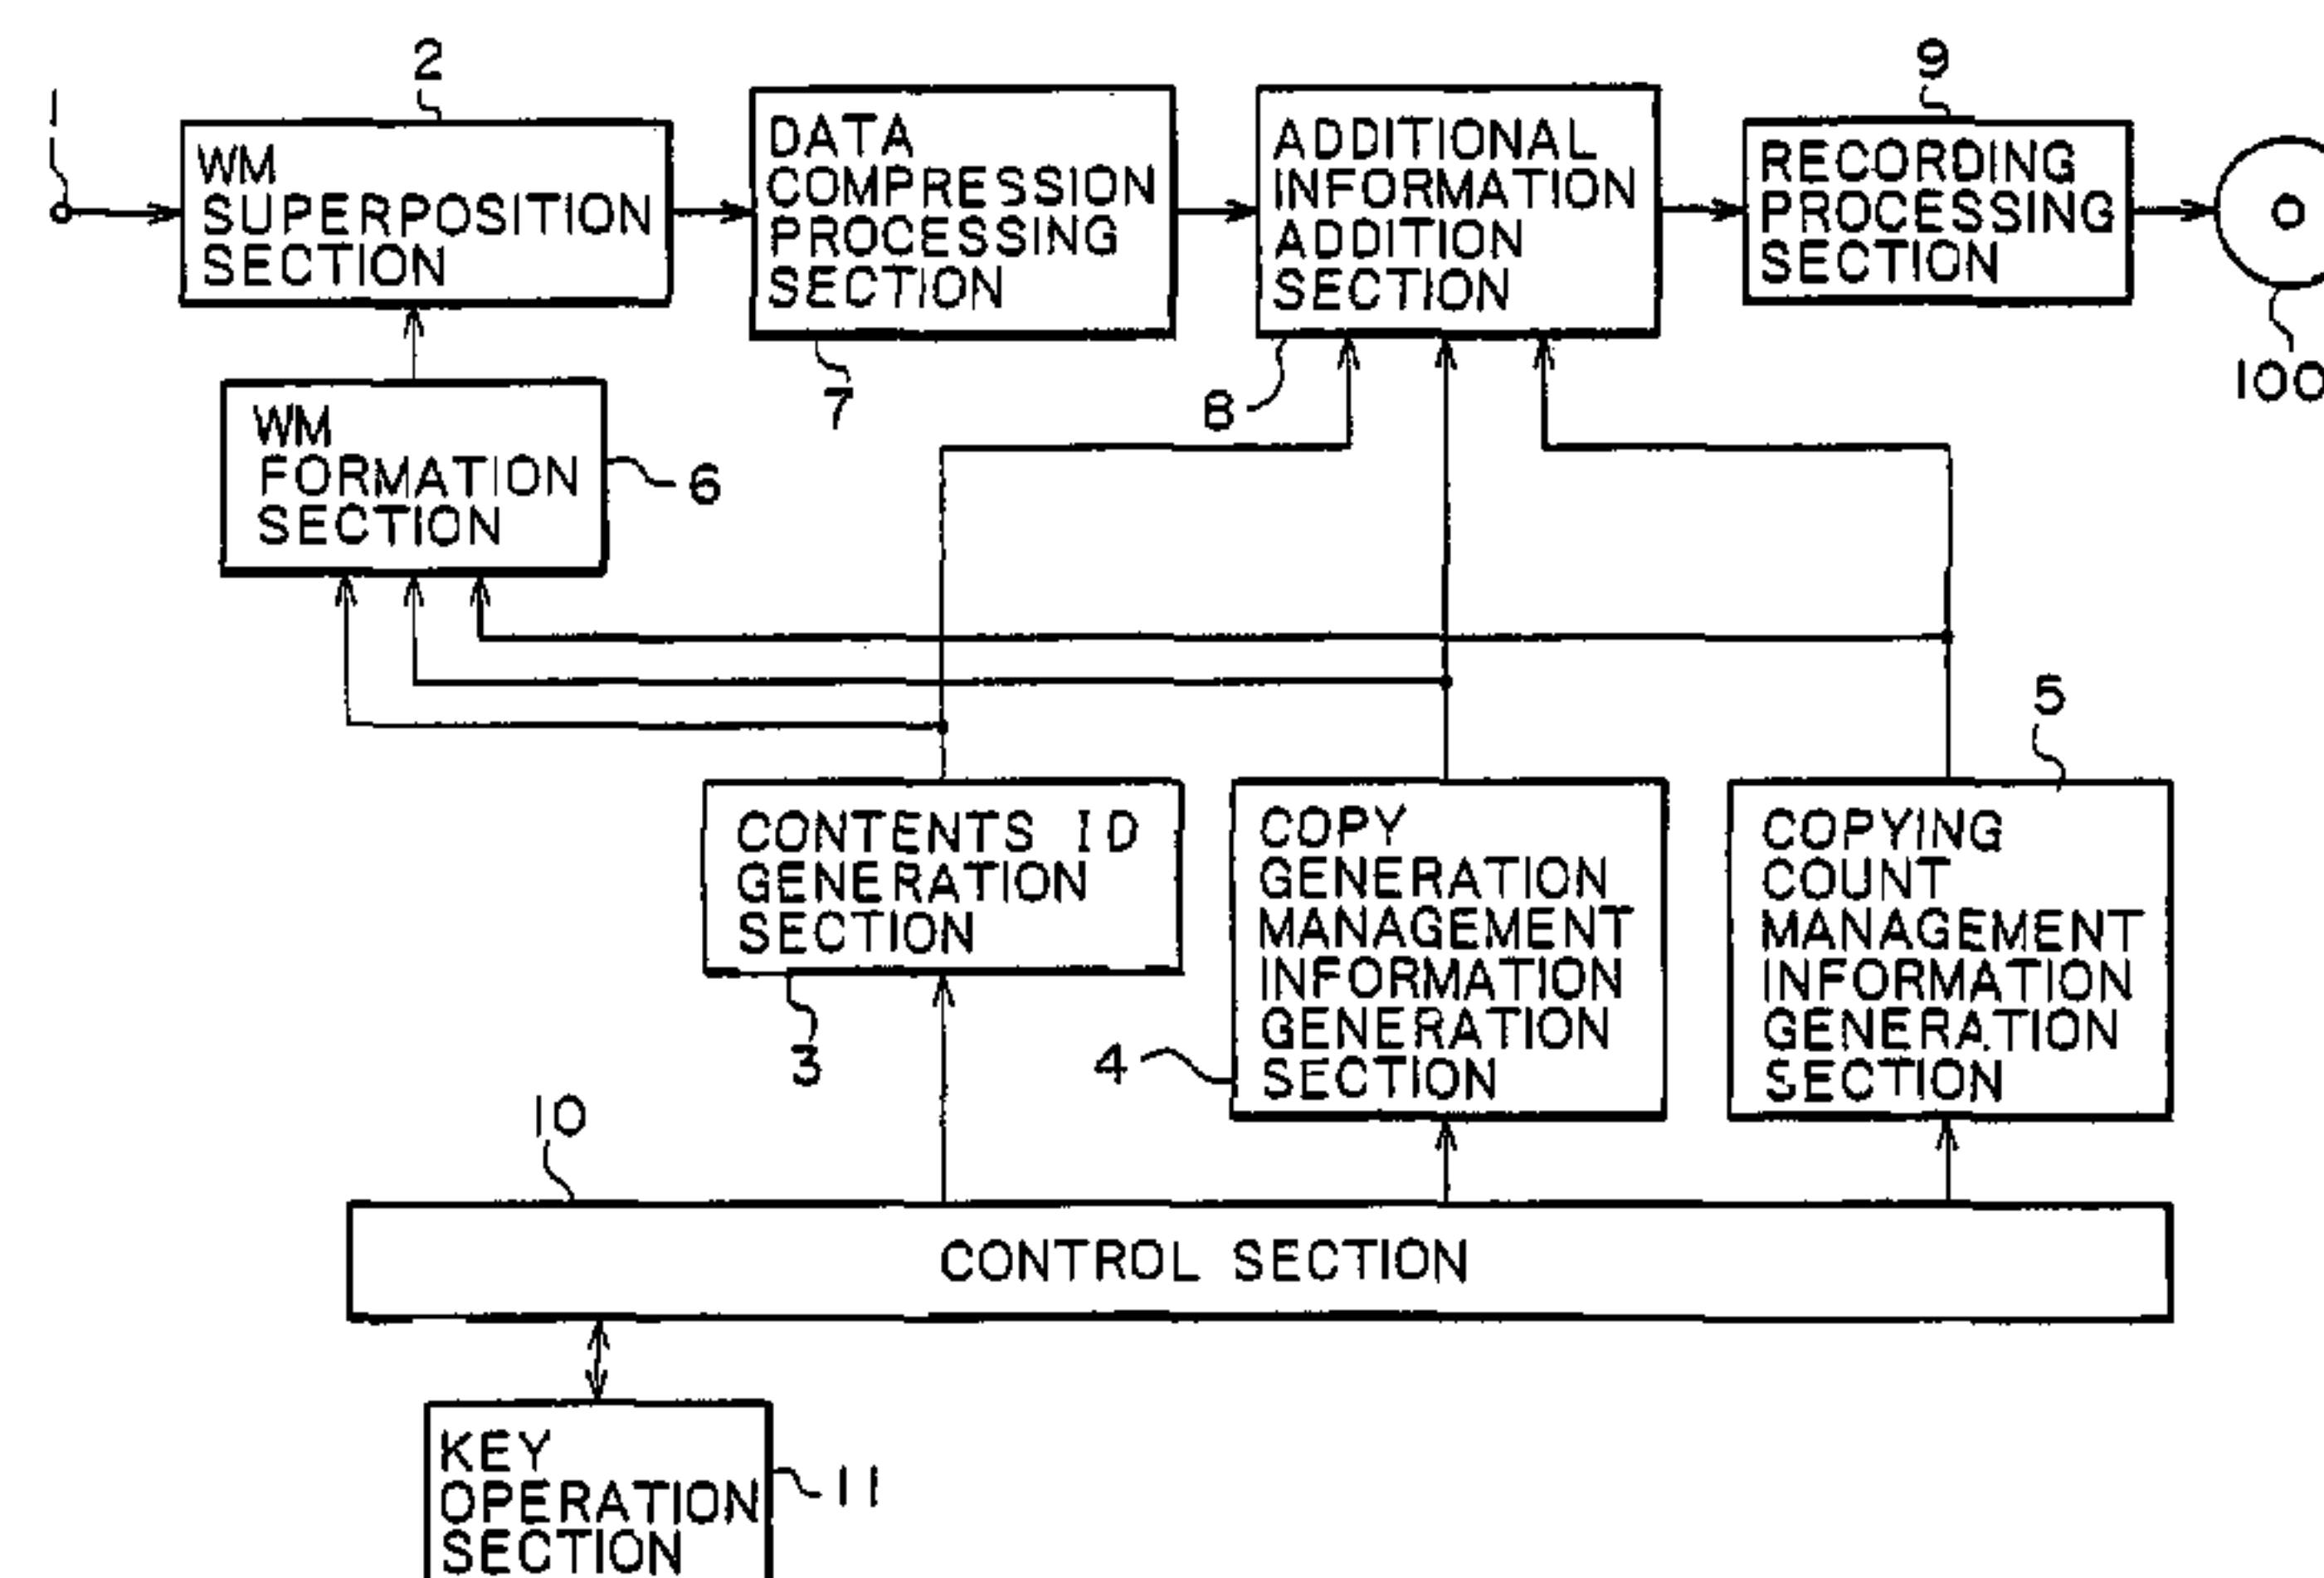 1
2
WM
SUPERPOSITION
SECTION
DATA
COMPRESSION
PROCESSING
SECTION
7
ADDITIONAL
INFORMATION
ADDITION
SECTION
8
9
RECORDING
PROCESSING
SECTION
100
WM
FORMATION
SECTION
6
CONTENTS ID
GENERATION
SECTION
3
COPY
GENERATION
MANAGEMENT
INFORMATION
GENERATION
SECTION
4
5
COPYING
COUNT
MANAGEMENT
INFORMATION
GENERATION
SECTION
10
CONTROL SECTION
KEY
OPERATION
SECTION
11